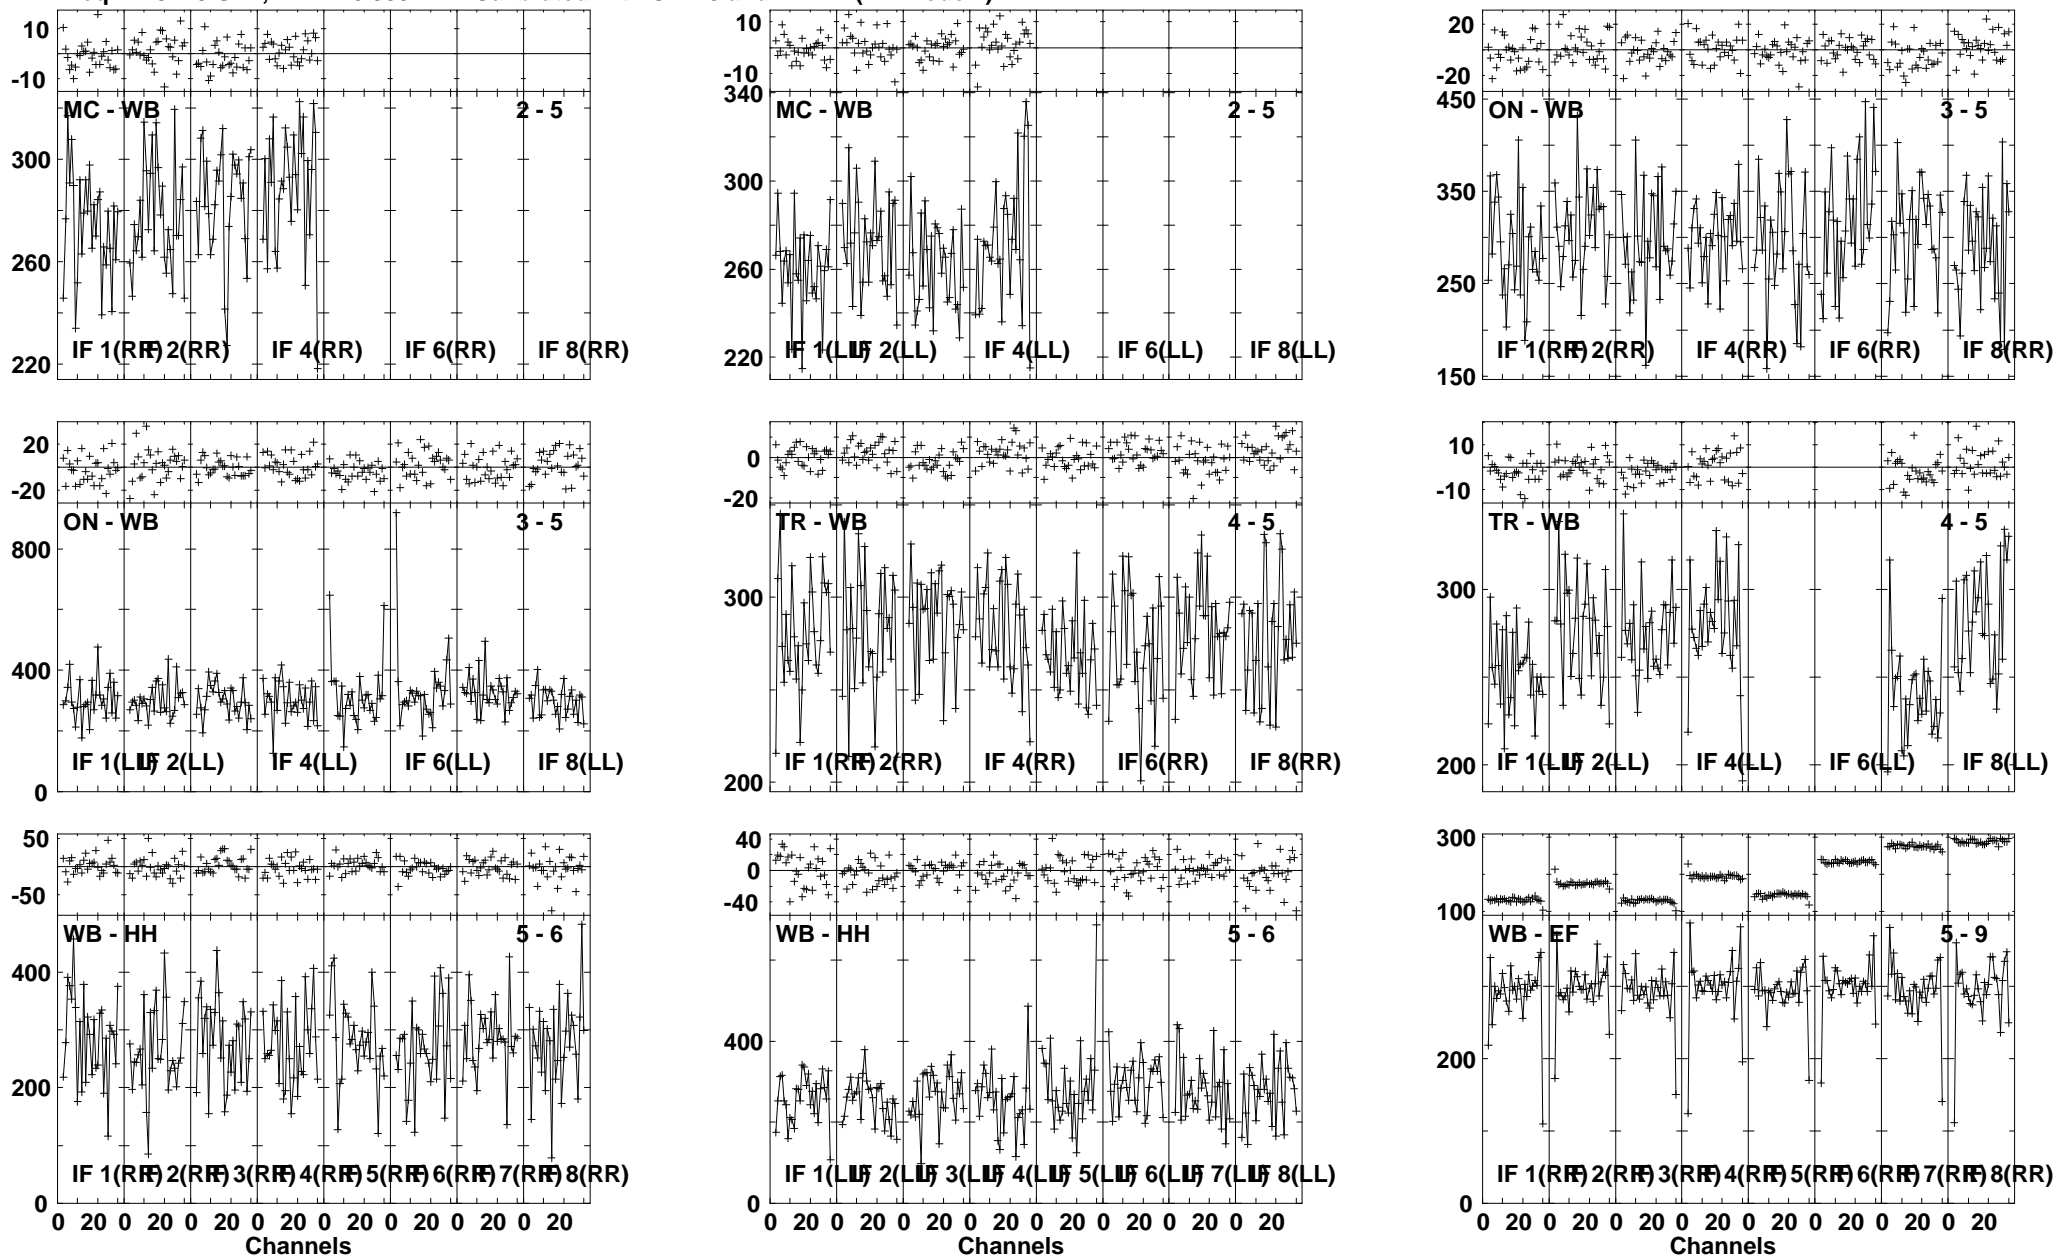 10
-10
MC - WB 2 - 5
300
260
220
IF 1(RR) IF 2(RR) IF 4(RR) IF 6(RR) IF 8(RR)
10
-10
340
MC - WB 2 - 5
300
260
220
IF 1(LL) IF 2(LL) IF 4(LL) IF 6(LL) IF 8(LL)
20
0
-20
450
ON - WB 3 - 5
350
250
150
IF 1(RR) IF 2(RR) IF 4(RR) IF 6(RR) IF 8(RR)
20
0
-20
ON - WB 3 - 5
800
400
0
IF 1(LL) IF 2(LL) IF 4(LL) IF 6(LL) IF 8(LL)
0
-20
TR - WB 4 - 5
300
200
IF 1(RR) IF 2(RR) IF 4(RR) IF 6(RR) IF 8(RR)
10
-10
TR - WB 4 - 5
300
200
IF 1(LL) IF 2(LL) IF 4(LL) IF 6(LL) IF 8(LL)
50
-50
WB - HH 5 - 6
400
200
0
IF 1(RR) IF 2(RR) IF 3(RR) IF 4(RR) IF 5(RR) IF 6(RR) IF 7(RR) IF 8(RR)
0 20 0 20 0 20 0 20 0 20 0 20 0 20 0 20
Channels
40
0
-40
WB - HH 5 - 6
400
0
IF 1(LL) IF 2(LL) IF 3(LL) IF 4(LL) IF 5(LL) IF 6(LL) IF 7(LL) IF 8(LL)
0 20 0 20 0 20 0 20 0 20 0 20 0 20 0 20
Channels
300
100
WB - EF 5 - 9
200
0
IF 1(RR) IF 2(RR) IF 3(RR) IF 4(RR) IF 5(RR) IF 6(RR) IF 7(RR) IF 8(RR)
0 20 0 20 0 20 0 20 0 20 0 20 0 20 0 20
Channels